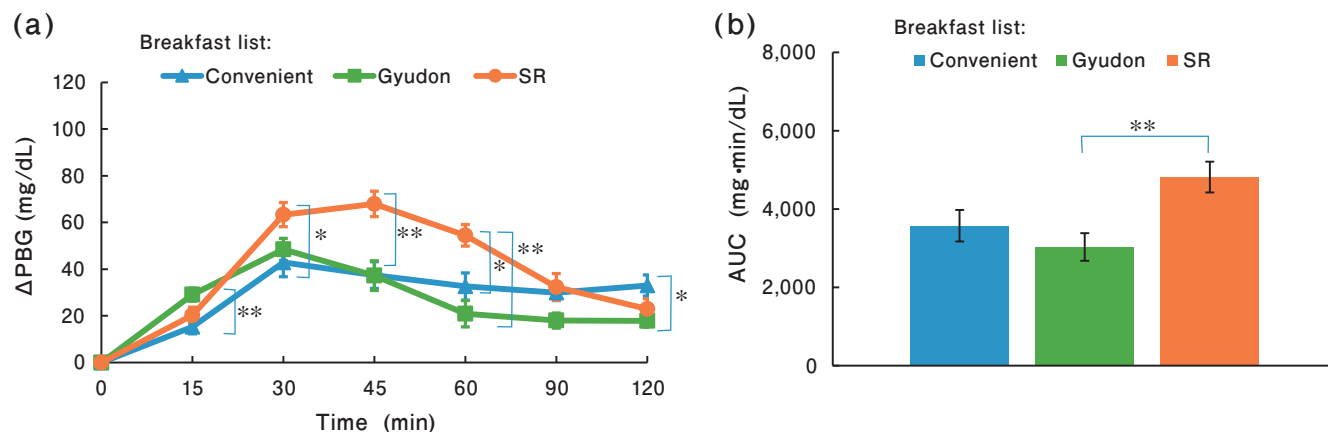 (a)
Breakfast list:
Convenient Gyudon SR
120
100
80
60
40
20
0
ΔPBG (mg/dL)
* ** * ** ** *
0 15 30 45 60 90 120
Time (min)
(b)
Breakfast list:
Convenient Gyudon SR
8,000
6,000
4,000
2,000
0
AUC (mg•min/dL)
**